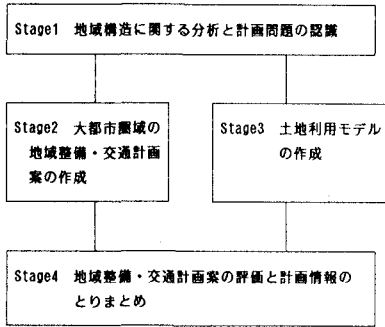 Stage1 地域構造に関する分析と計画問題の認識
Stage2 大都市圏域の
地域整備・交通計画
案の作成
Stage3 土地利用モデル
の作成
Stage4 地域整備・交通計画案の評価と計画情報の
とりまとめ